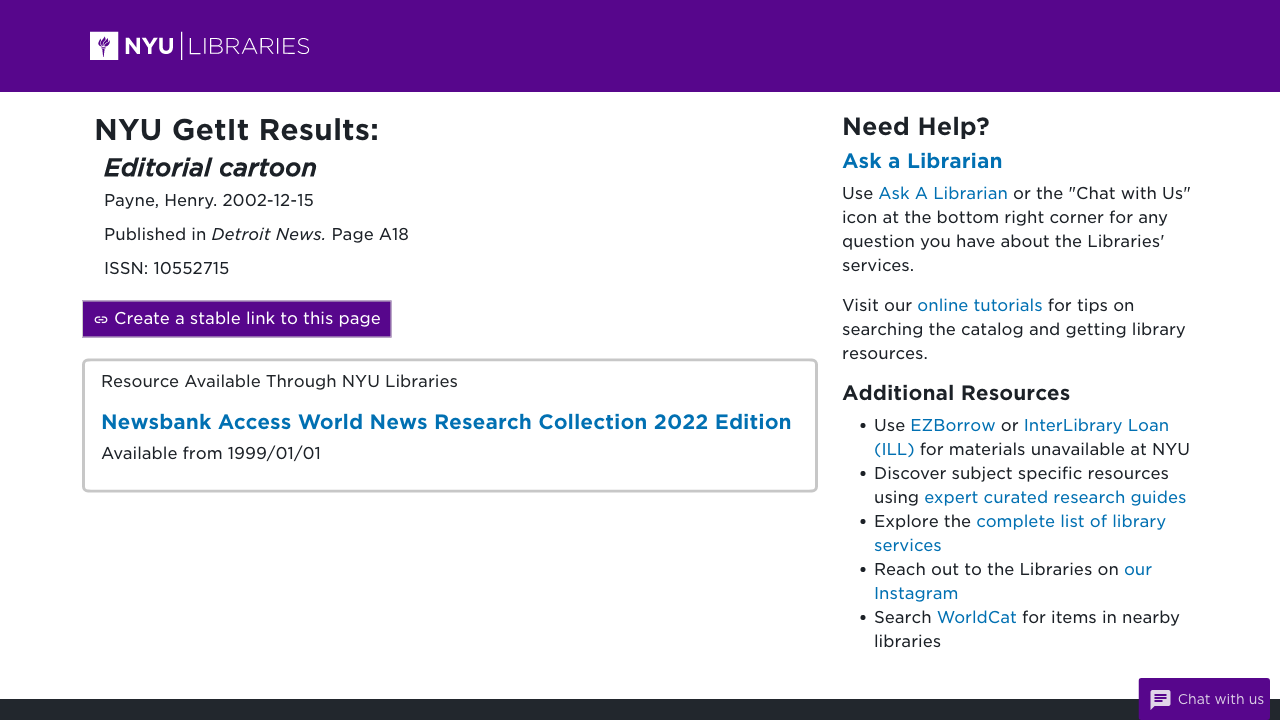 NYU LIBRARIES
NYU GetIt Results:
Editorial cartoon
Payne, Henry. 2002-12-15
Published in Detroit News. Page A18
ISSN: 10552715
Create a stable link to this page
Resource Available Through NYU Libraries
Newsbank Access World News Research Collection 2022 Edition
Available from 1999/01/01
Need Help?
Ask a Librarian
Use Ask A Librarian or the "Chat with Us"
icon at the bottom right corner for any
question you have about the Libraries'
services.
Visit our online tutorials for tips on
searching the catalog and getting library
resources.
Additional Resources
• Use EZBorrow or InterLibrary Loan
(ILL) for materials unavailable at NYU
• Discover subject specific resources
using expert curated research guides
• Explore the complete list of library
services
• Reach out to the Libraries on our
Instagram
• Search WorldCat for items in nearby
libraries
Chat with us